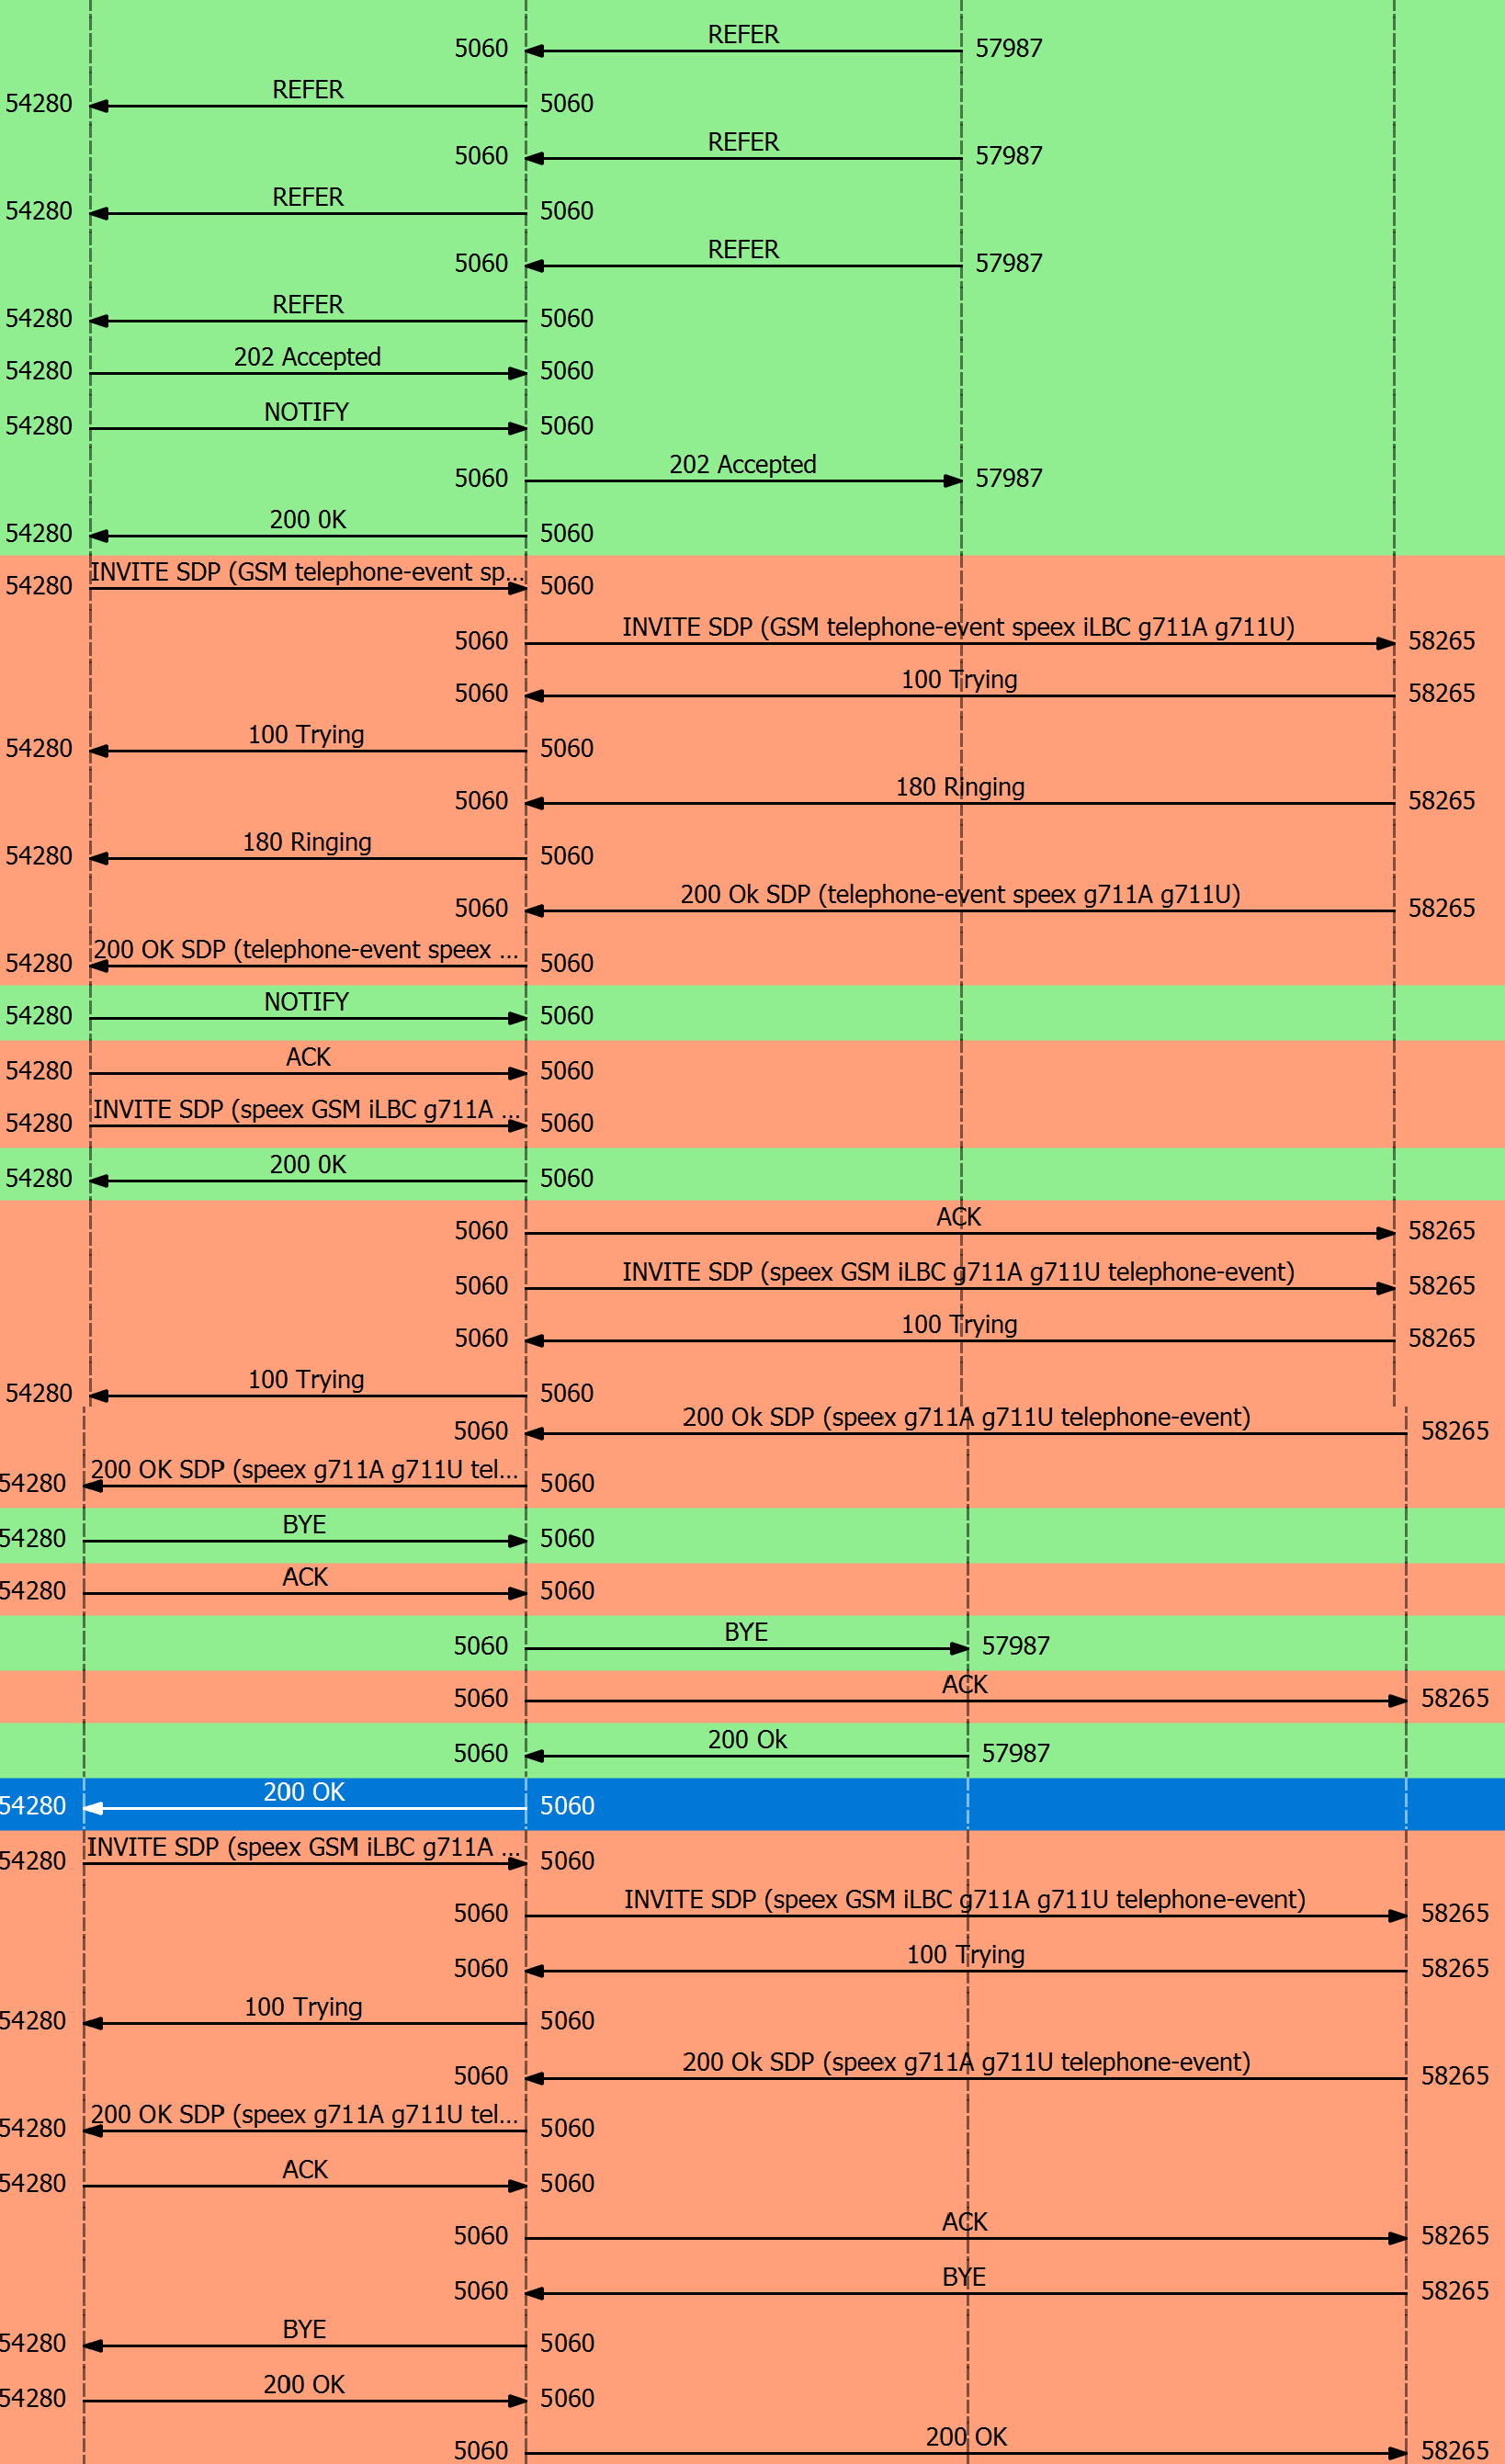 REFER
5060 57987
REFER
54280 5060
REFER
5060 57987
REFER
54280 5060
REFER
5060 57987
REFER
54280 5060
202 Accepted
54280 5060
NOTIFY
54280 5060
202 Accepted
5060 57987
200 0K
54280 5060
INVITE SDP (GSM telephone-event sp...
54280 5060
INVITE SDP (GSM telephone-event speex iLBC g711A g711U)
5060 58265
100 Trying
5060 58265
100 Trying
54280 5060
180 Ringing
5060 58265
180 Ringing
54280 5060
200 Ok SDP (telephone-event speex g711A g711U)
5060 58265
200 OK SDP (telephone-event speex ...
54280 5060
NOTIFY
54280 5060
ACK
54280 5060
INVITE SDP (speex GSM iLBC g711A ...
54280 5060
200 0K
54280 5060
ACK
5060 58265
INVITE SDP (speex GSM iLBC g711A g711U telephone-event)
5060 58265
100 Trying
5060 58265
100 Trying
54280 5060
200 Ok SDP (speex g711A g711U telephone-event)
5060 58265
200 OK SDP (speex g711A g711U tel...
54280 5060
BYE
54280 5060
ACK
54280 5060
BYE
5060 57987
ACK
5060 58265
200 Ok
5060 57987
200 OK
54280 5060
INVITE SDP (speex GSM iLBC g711A ...
54280 5060
INVITE SDP (speex GSM iLBC g711A g711U telephone-event)
5060 58265
100 Trying
5060 58265
100 Trying
54280 5060
200 Ok SDP (speex g711A g711U telephone-event)
5060 58265
200 OK SDP (speex g711A g711U tel...
54280 5060
ACK
54280 5060
ACK
5060 58265
BYE
5060 58265
BYE
54280 5060
200 OK
54280 5060
200 OK
5060 58265